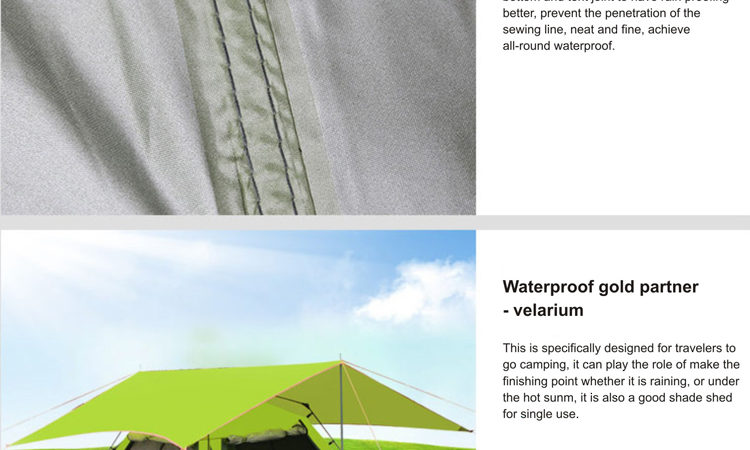 better, prevent the penetration of the
sewing line, neat and fine, achieve
all-round waterproof.
Waterproof gold partner
- velarium
This is specifically designed for travelers to
go camping, it can play the role of make the
finishing point whether it is raining, or under
the hot sunm, it is also a good shade shed
for single use.